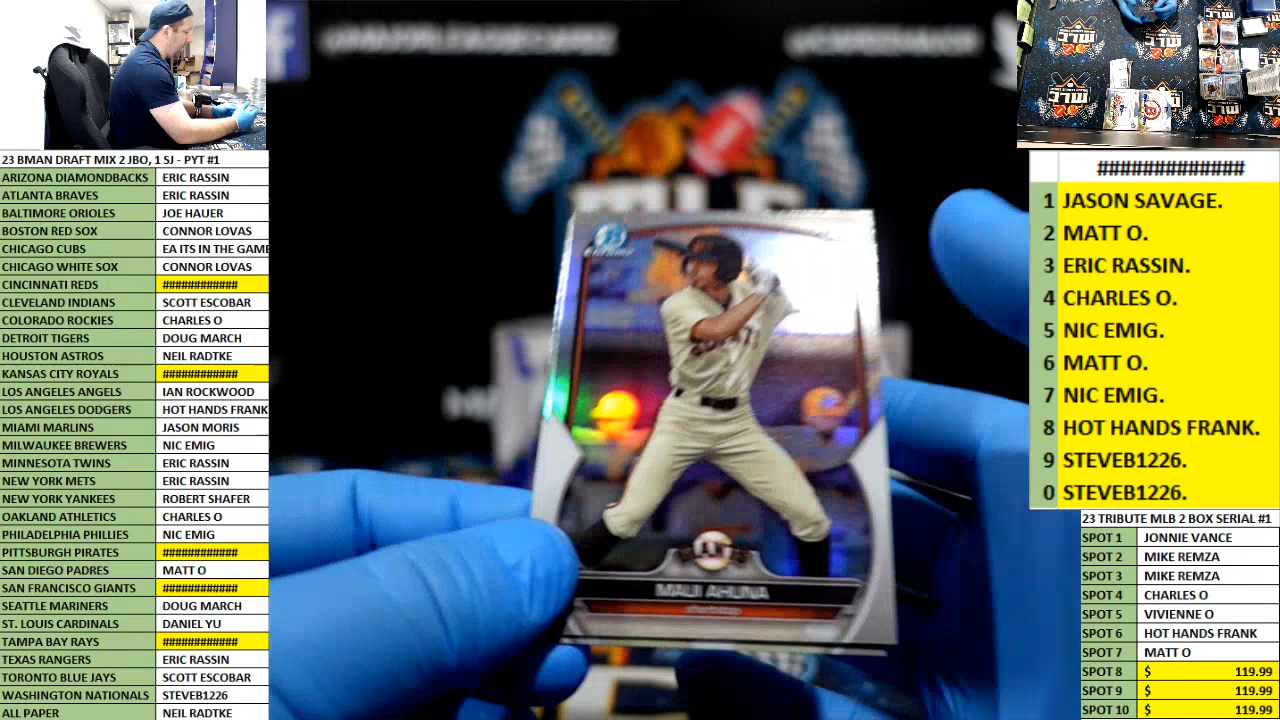 23 BMAN DRAFT MIX 2 JBO, 1 SJ - PYT #1
ARIZONA DIAMONDBACKS ERIC RASSIN
ATLANTA BRAVES ERIC RASSIN
BALTIMORE ORIOLES JOE HAUER
BOSTON RED SOX CONNOR LOVAS
CHICAGO CUBS EA ITS IN THE GAME
CHICAGO WHITE SOX CONNOR LOVAS
CINCINNATI REDS ############
CLEVELAND INDIANS SCOTT ESCOBAR
COLORADO ROCKIES CHARLES O
DETROIT TIGERS DOUG MARCH
HOUSTON ASTROS NEIL RADTKE
KANSAS CITY ROYALS ############
LOS ANGELES ANGELS IAN ROCKWOOD
LOS ANGELES DODGERS HOT HANDS FRANK
MIAMI MARLINS JASON MORIS
MILWAUKEE BREWERS NIC EMIG
MINNESOTA TWINS ERIC RASSIN
NEW YORK METS ERIC RASSIN
NEW YORK YANKEES ROBERT SHAFER
OAKLAND ATHLETICS CHARLES O
PHILADELPHIA PHILLIES NIC EMIG
PITTSBURGH PIRATES ############
SAN DIEGO PADRES MATT O
SAN FRANCISCO GIANTS ############
SEATTLE MARINERS DOUG MARCH
ST. LOUIS CARDINALS DANIEL YU
TAMPA BAY RAYS ############
TEXAS RANGERS ERIC RASSIN
TORONTO BLUE JAYS SCOTT ESCOBAR
WASHINGTON NATIONALS STEVEB1226
ALL PAPER NEIL RADTKE
Chrome
MAUI AHUNA
#############
1 JASON SAVAGE.
2 MATT O.
3 ERIC RASSIN.
4 CHARLES O.
5 NIC EMIG.
6 MATT O.
7 NIC EMIG.
8 HOT HANDS FRANK.
9 STEVEB1226.
0 STEVEB1226.
23 TRIBUTE MLB 2 BOX SERIAL #1
SPOT 1 JONNIE VANCE
SPOT 2 MIKE REMZA
SPOT 3 MIKE REMZA
SPOT 4 CHARLES O
SPOT 5 VIVIENNE O
SPOT 6 HOT HANDS FRANK
SPOT 7 MATT O
SPOT 8 $ 119.99
SPOT 9 $ 119.99
SPOT 10 $ 119.99